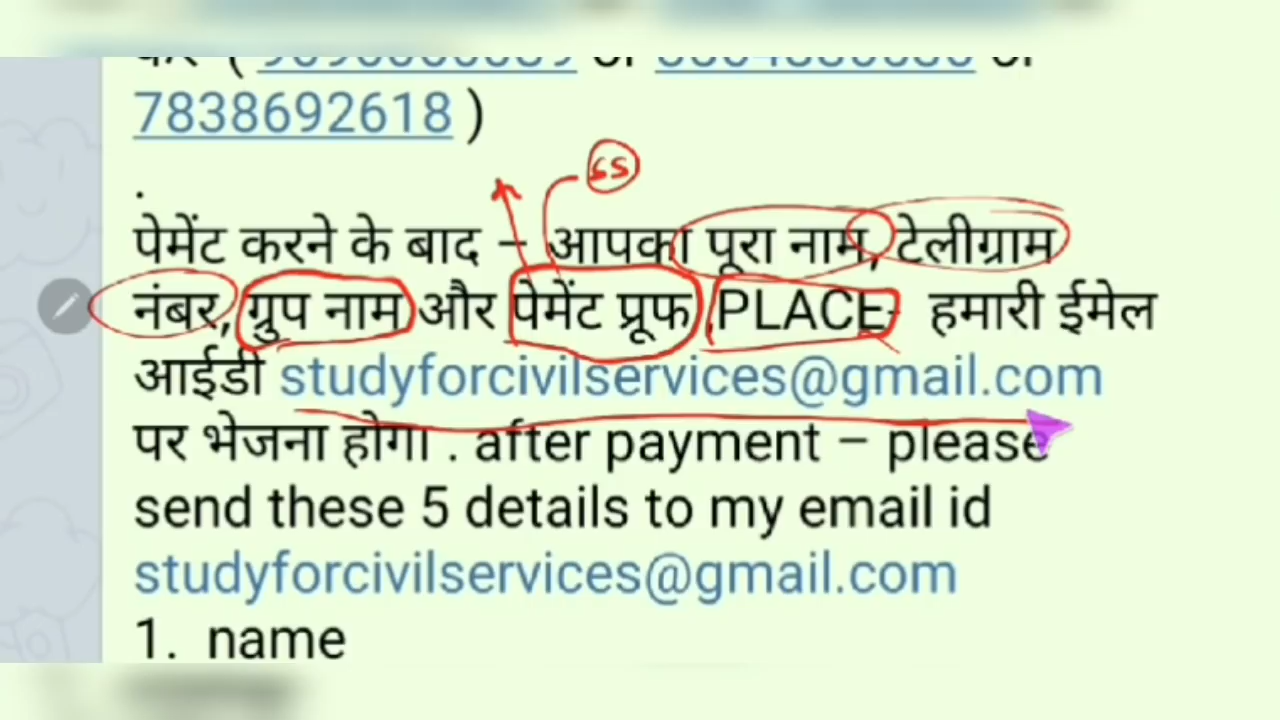 7838692618 )
.
पेमेंट करने के बाद – आपका पूरा नाम, टेलीग्राम
नंबर, ग्रुप नाम और पेमेंट प्रूफ ,PLACE- हमारी ईमेल
आईडी studyforcivilservices@gmail.com
पर भेजना होगा . after payment – please
send these 5 details to my email id
studyforcivilservices@gmail.com
1. name